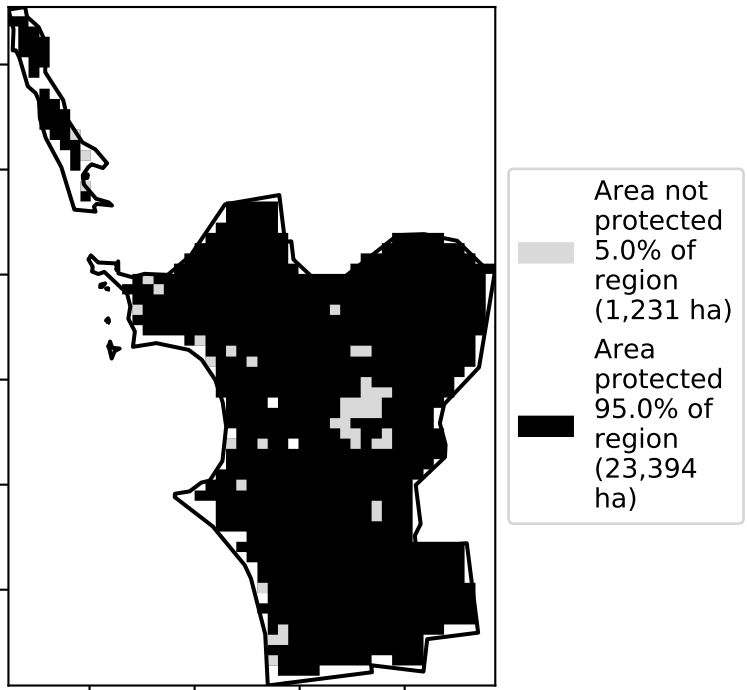 Area not
protected
5.0% of
region
(1,231 ha)
Area
protected
95.0% of
region
(23,394
ha)